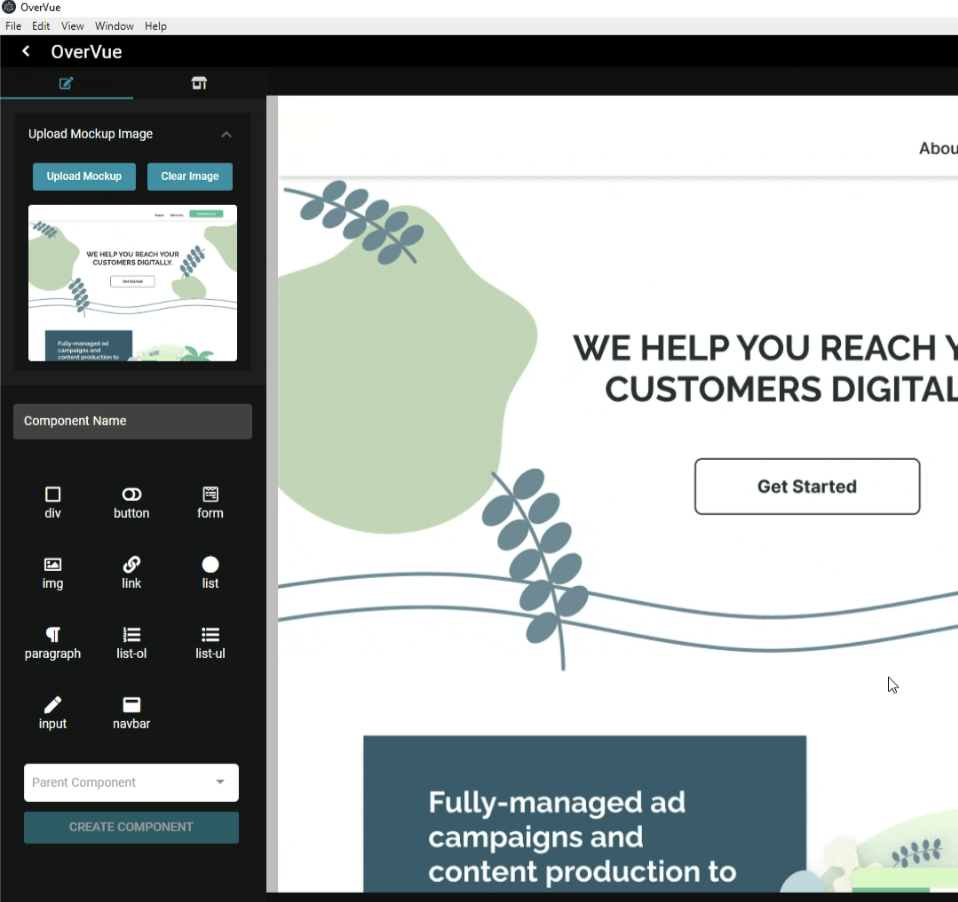 OverVue
File Edit View Window Help
OverVue
Upload Mockup Image
Upload Mockup Clear Image
About Services Contact Us
WE HELP YOU REACH YOUR
CUSTOMERS DIGITALLY.
Get Started
Fully-managed ad
campaigns and
content production to
Component Name
div button form
img link list
paragraph list-ol list-ul
input navbar
Parent Component
CREATE COMPONENT
Abou
WE HELP YOU REACH Y
CUSTOMERS DIGITAL
Get Started
Fully-managed ad
campaigns and
content production to